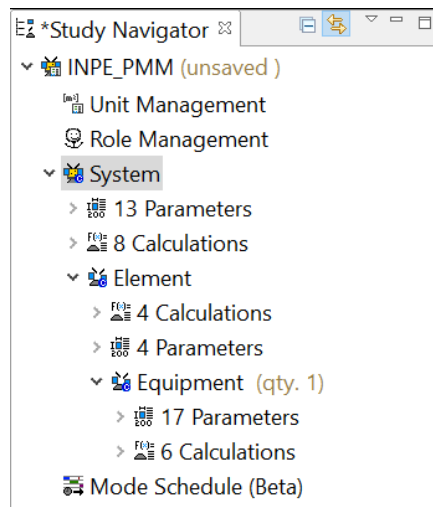 *Study Navigator
INPE_PMM (unsaved )
Unit Management
Role Management
System
13 Parameters
8 Calculations
Element
4 Calculations
4 Parameters
Equipment (qty. 1)
17 Parameters
6 Calculations
Mode Schedule (Beta)